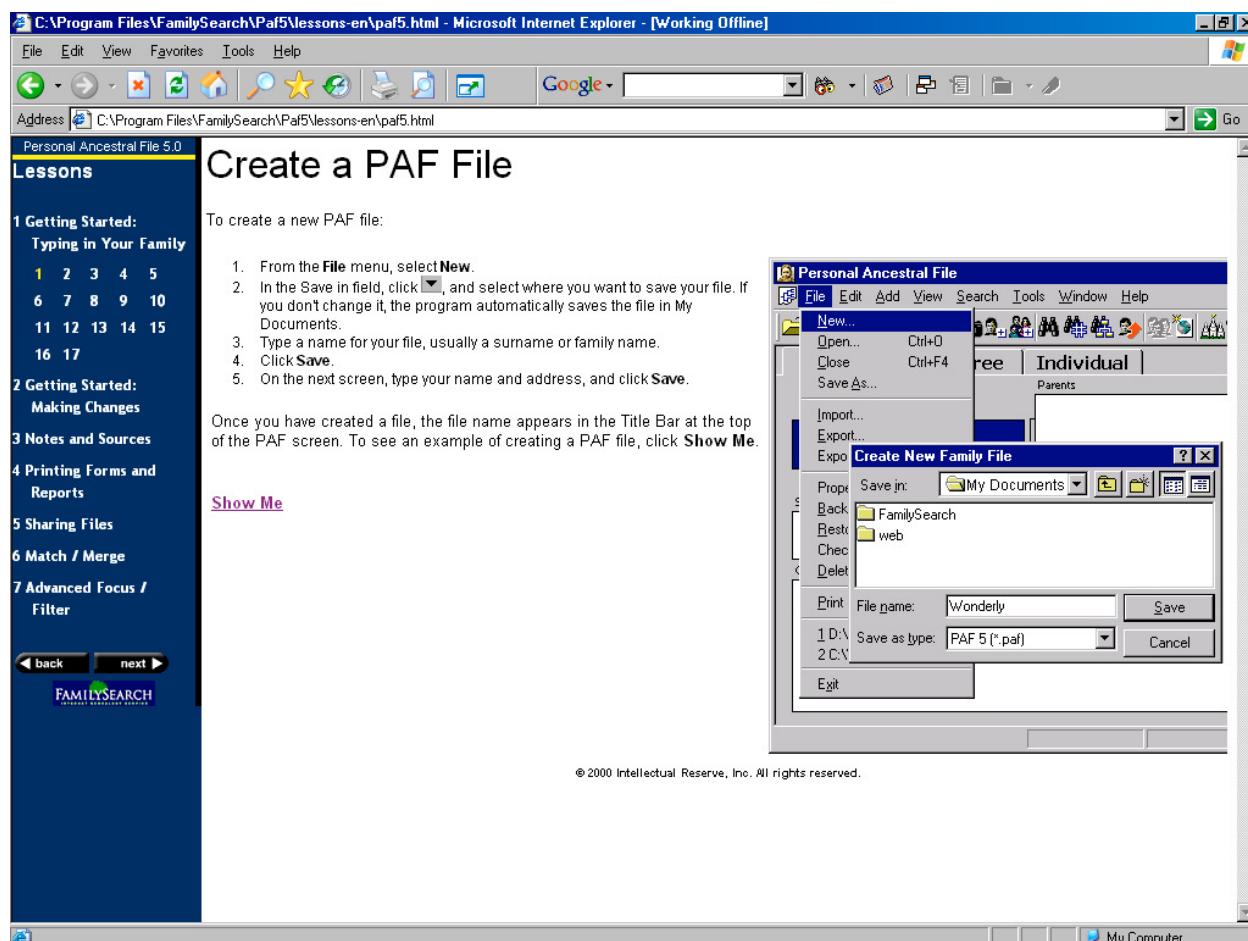 C:\Program Files\FamilySearch\Paf5\lessons-en\paf5.html - Microsoft Internet Explorer - [Working Offline]
File Edit View Favorites Tools Help
Google
Address C:\Program Files\FamilySearch\Paf5\lessons-en\paf5.html Go
Personal Ancestral File 5.0
Lessons
1 Getting Started:
Typing in Your Family
1 2 3 4 5
6 7 8 9 10
11 12 13 14 15
16 17
2 Getting Started:
Making Changes
3 Notes and Sources
4 Printing Forms and
Reports
5 Sharing Files
6 Match / Merge
7 Advanced Focus /
Filter
back next
FAMILYSEARCH
INTERNET GENEALOGY SERVICE
Create a PAF File
To create a new PAF file:
1. From the File menu, select New.
2. In the Save in field, click , and select where you want to save your file. If
you don't change it, the program automatically saves the file in My
Documents.
3. Type a name for your file, usually a surname or family name.
4. Click Save.
5. On the next screen, type your name and address, and click Save.
Once you have created a file, the file name appears in the Title Bar at the top
of the PAF screen. To see an example of creating a PAF file, click Show Me.
Show Me
Personal Ancestral File
File Edit Add View Search Tools Window Help
New...
Open... Ctrl+O
Close Ctrl+F4
Save As...
Import...
Export...
Expo
Prope
Back
Resto
Chec
Delet
Print
1 D:\
2 C:\
Exit
ree Individual
Parents
Create New Family File
Save in: My Documents
FamilySearch
web
File name: Wonderly Save
Save as type: PAF 5 (*.paf) Cancel
© 2000 Intellectual Reserve, Inc. All rights reserved.
My Computer